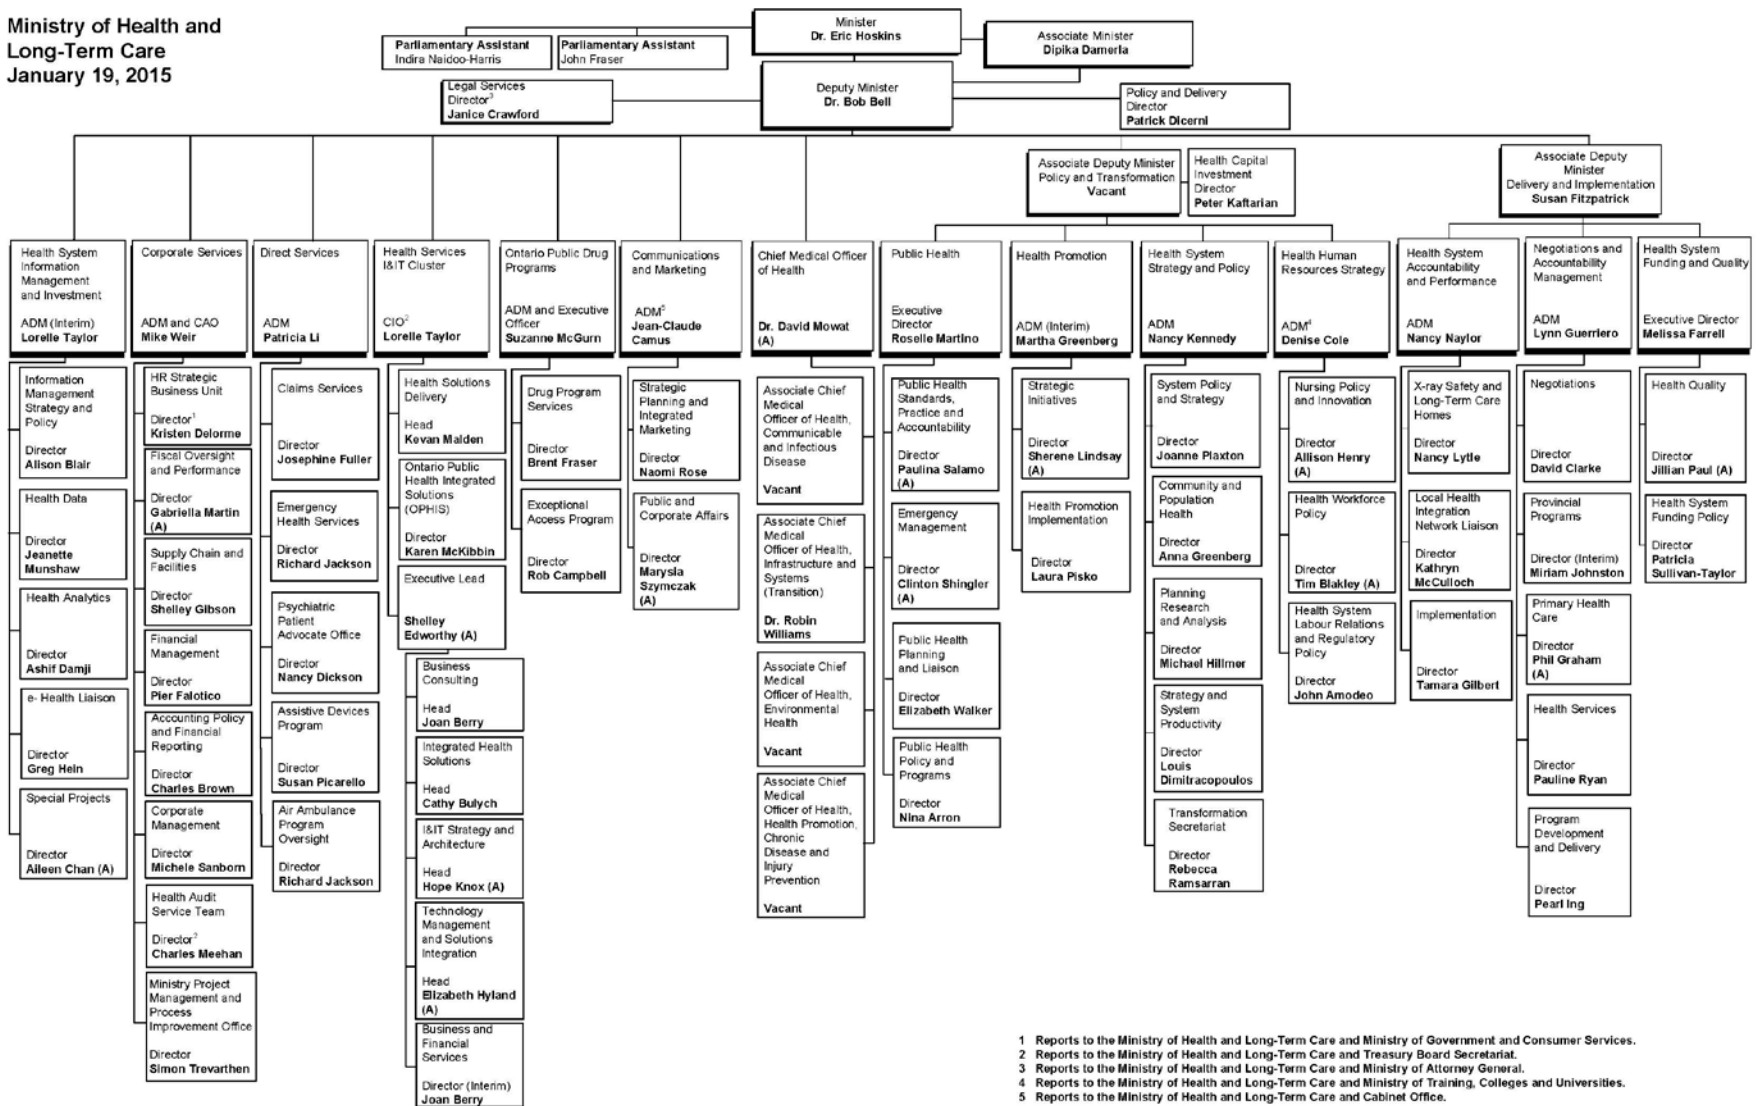 Ministry of Health and
Long-Term Care
January 19, 2015
Minister
Dr. Eric Hoskins
Parliamentary Assistant
Indira Naidoo-Harris
Parliamentary Assistant
John Fraser
Associate Minister
Dipika Damerla
Deputy Minister
Dr. Bob Bell
Legal Services
Director3
Janice Crawford
Policy and Delivery
Director
Patrick Dicerni
Associate Deputy Minister
Policy and Transformation
Vacant
Health Capital
Investment
Director
Peter Kaftarian
Associate Deputy
Minister
Delivery and Implementation
Susan Fitzpatrick
Health System
Information
Management
and Investment
ADM (Interim)
Lorelle Taylor
Information
Management
Strategy and
Policy
Director
Alison Blair
Health Data
Director
Jeanette
Munshaw
Health Analytics
Director
Ashif Damji
e- Health Liaison
Director
Greg Hein
Special Projects
Director
Aileen Chan (A)
Corporate Services
ADM and CAO
Mike Weir
HR Strategic
Business Unit
Director1
Kristen Delorme
Fiscal Oversight
and Performance
Director
Gabriella Martin
(A)
Supply Chain and
Facilities
Director
Shelley Gibson
Financial
Management
Director
Pier Falotico
Accounting Policy
and Financial
Reporting
Director
Charles Brown
Corporate
Management
Director
Michele Sanborn
Health Audit
Service Team
Director2
Charles Meehan
Ministry Project
Management and
Process
Improvement Office
Director
Simon Trevarthen
Direct Services
ADM
Patricia Li
Claims Services
Director
Josephine Fuller
Emergency
Health Services
Director
Richard Jackson
Psychiatric
Patient
Advocate Office
Director
Nancy Dickson
Assistive Devices
Program
Director
Susan Picarello
Air Ambulance
Program
Oversight
Director
Richard Jackson
Health Services
I&IT Cluster
CIO2
Lorelle Taylor
Health Solutions
Delivery
Head
Kevan Malden
Ontario Public
Health Integrated
Solutions
(OPHIS)
Director
Karen McKibbin
Executive Lead
Shelley
Edworthy (A)
Business
Consulting
Head
Joan Berry
Integrated Health
Solutions
Head
Cathy Bulych
I&IT Strategy and
Architecture
Head
Hope Knox (A)
Technology
Management
and Solutions
Integration
Head
Elizabeth Hyland
(A)
Business and
Financial
Services
Director (Interim)
Joan Berry
Ontario Public Drug
Programs
ADM and Executive
Officer
Suzanne McGurn
Drug Program
Services
Director
Brent Fraser
Exceptional
Access Program
Director
Rob Campbell
Communications
and Marketing
ADM5
Jean-Claude
Camus
Strategic
Planning and
Integrated
Marketing
Director
Naomi Rose
Public and
Corporate Affairs
Director
Marysia
Szymczak
(A)
Chief Medical Officer
of Health
Dr. David Mowat
(A)
Associate Chief
Medical
Officer of Health,
Communicable
and Infectious
Disease
Vacant
Associate Chief
Medical
Officer of Health,
Infrastructure and
Systems
(Transition)
Dr. Robin
Williams
Associate Chief
Medical
Officer of Health,
Environmental
Health
Vacant
Associate Chief
Medical
Officer of Health,
Health Promotion,
Chronic
Disease and
Injury
Prevention
Vacant
Public Health
Executive
Director
Roselle Martino
Public Health
Standards,
Practice and
Accountability
Director
Paulina Salamo
(A)
Emergency
Management
Director
Clinton Shingler
(A)
Public Health
Planning
and Liaison
Director
Elizabeth Walker
Public Health
Policy and
Programs
Director
Nina Arron
Health Promotion
ADM (Interim)
Martha Greenberg
Strategic
Initiatives
Director
Sherene Lindsay
(A)
Health Promotion
Implementation
Director
Laura Pisko
Health System
Strategy and Policy
ADM
Nancy Kennedy
System Policy
and Strategy
Director
Joanne Plaxton
Community and
Population
Health
Director
Anna Greenberg
Planning
Research
and Analysis
Director
Michael Hillmer
Strategy and
System
Productivity
Director
Louis
Dimitracopoulos
Transformation
Secretariat
Director
Rebecca
Ramsarran
Health Human
Resources Strategy
ADM4
Denise Cole
Nursing Policy
and Innovation
Director
Allison Henry
(A)
Health Workforce
Policy
Director
Tim Blakley (A)
Health System
Labour Relations
and Regulatory
Policy
Director
John Amodeo
Health System
Accountability
and Performance
ADM
Nancy Naylor
X-ray Safety and
Long-Term Care
Homes
Director
Nancy Lytle
Local Health
Integration
Network Liaison
Director
Kathryn
McCulloch
Implementation
Director
Tamara Gilbert
Negotiations and
Accountability
Management
ADM
Lynn Guerriero
Negotiations
Director
David Clarke
Provincial
Programs
Director (Interim)
Miriam Johnston
Primary Health
Care
Director
Phil Graham
(A)
Health Services
Director
Pauline Ryan
Program
Development
and Delivery
Director
Pearl Ing
Health System
Funding and Quality
Executive Director
Melissa Farrell
Health Quality
Director
Jillian Paul (A)
Health System
Funding Policy
Director
Patricia
Sullivan-Taylor
1 Reports to the Ministry of Health and Long-Term Care and Ministry of Government and Consumer Services.
2 Reports to the Ministry of Health and Long-Term Care and Treasury Board Secretariat.
3 Reports to the Ministry of Health and Long-Term Care and Ministry of Attorney General.
4 Reports to the Ministry of Health and Long-Term Care and Ministry of Training, Colleges and Universities.
5 Reports to the Ministry of Health and Long-Term Care and Cabinet Office.